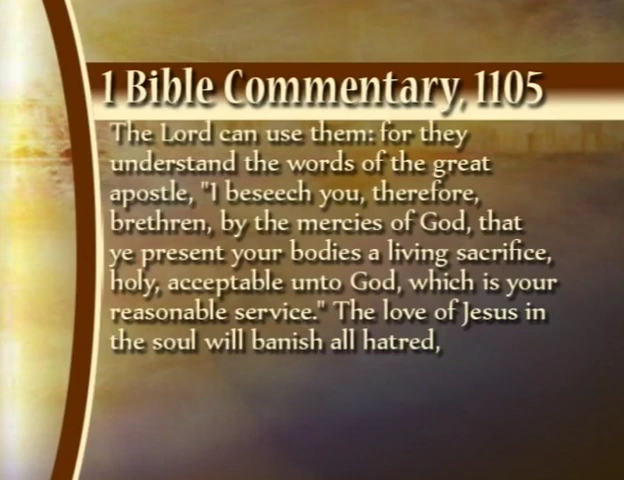 1 Bible Commentary, 1105
The Lord can use them: for they
understand the words of the great
apostle, "I beseech you, therefore,
brethren, by the mercies of God, that
ye present your bodies a living sacrifice,
holy, acceptable unto God, which is your
reasonable service." The love of Jesus in
the soul will banish all hatred,